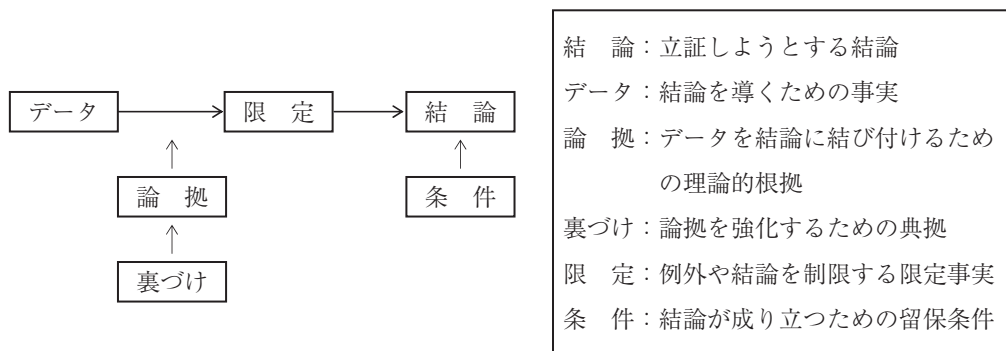 データ
限　定
結　論
論　拠
条　件
裏づけ
結　論：立証しようとする結論
データ：結論を導くための事実
論　拠：データを結論に結び付けるため
の理論的根拠
裏づけ：論拠を強化するための典拠
限　定：例外や結論を制限する限定事実
条　件：結論が成り立つための留保条件